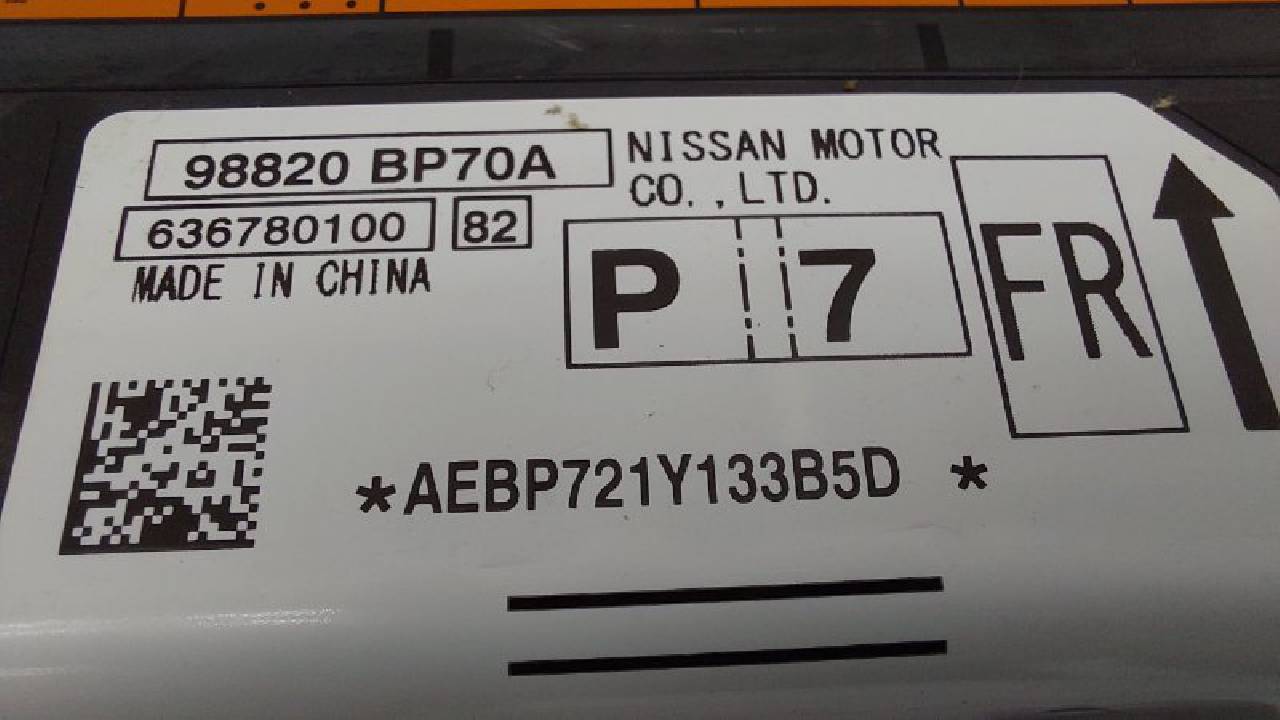 98820 BP70A
NISSAN MOTOR
CO.,LTD.
636780100 82
MADE IN CHINA
P 7
FR
*AEBP721Y133B5D *